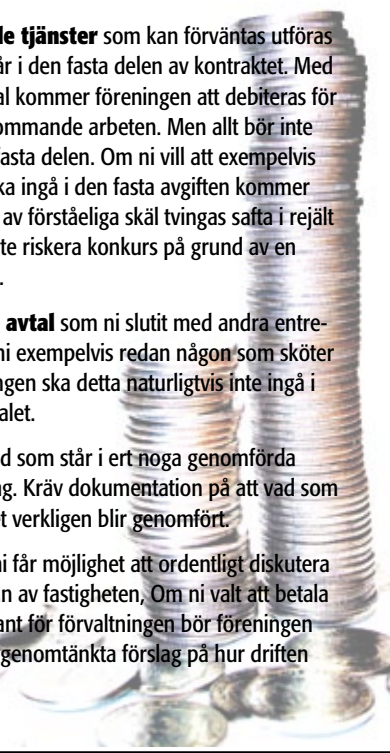 de tjänster som kan förväntas utföras
år i den fasta delen av kontraktet. Med
al kommer föreningen att debiteras för
ommande arbeten. Men allt bör inte
fasta delen. Om ni vill att exempelvis
ka ingå i den fasta avgiften kommer
av förståeliga skäl tvingas safta i rejält
te riskera konkurs på grund av en
avtal som ni slutit med andra entre-
ni exempelvis redan någon som sköter
ngen ska detta naturligtvis inte ingå i
alet.
d som står i ert noga genomförda
g. Kräv dokumentation på att vad som
t verkligen blir genomfört.
ni får möjlighet att ordentligt diskutera
n av fastigheten, Om ni valt att betala
ant för förvaltningen bör föreningen
genomtänkta förslag på hur driften